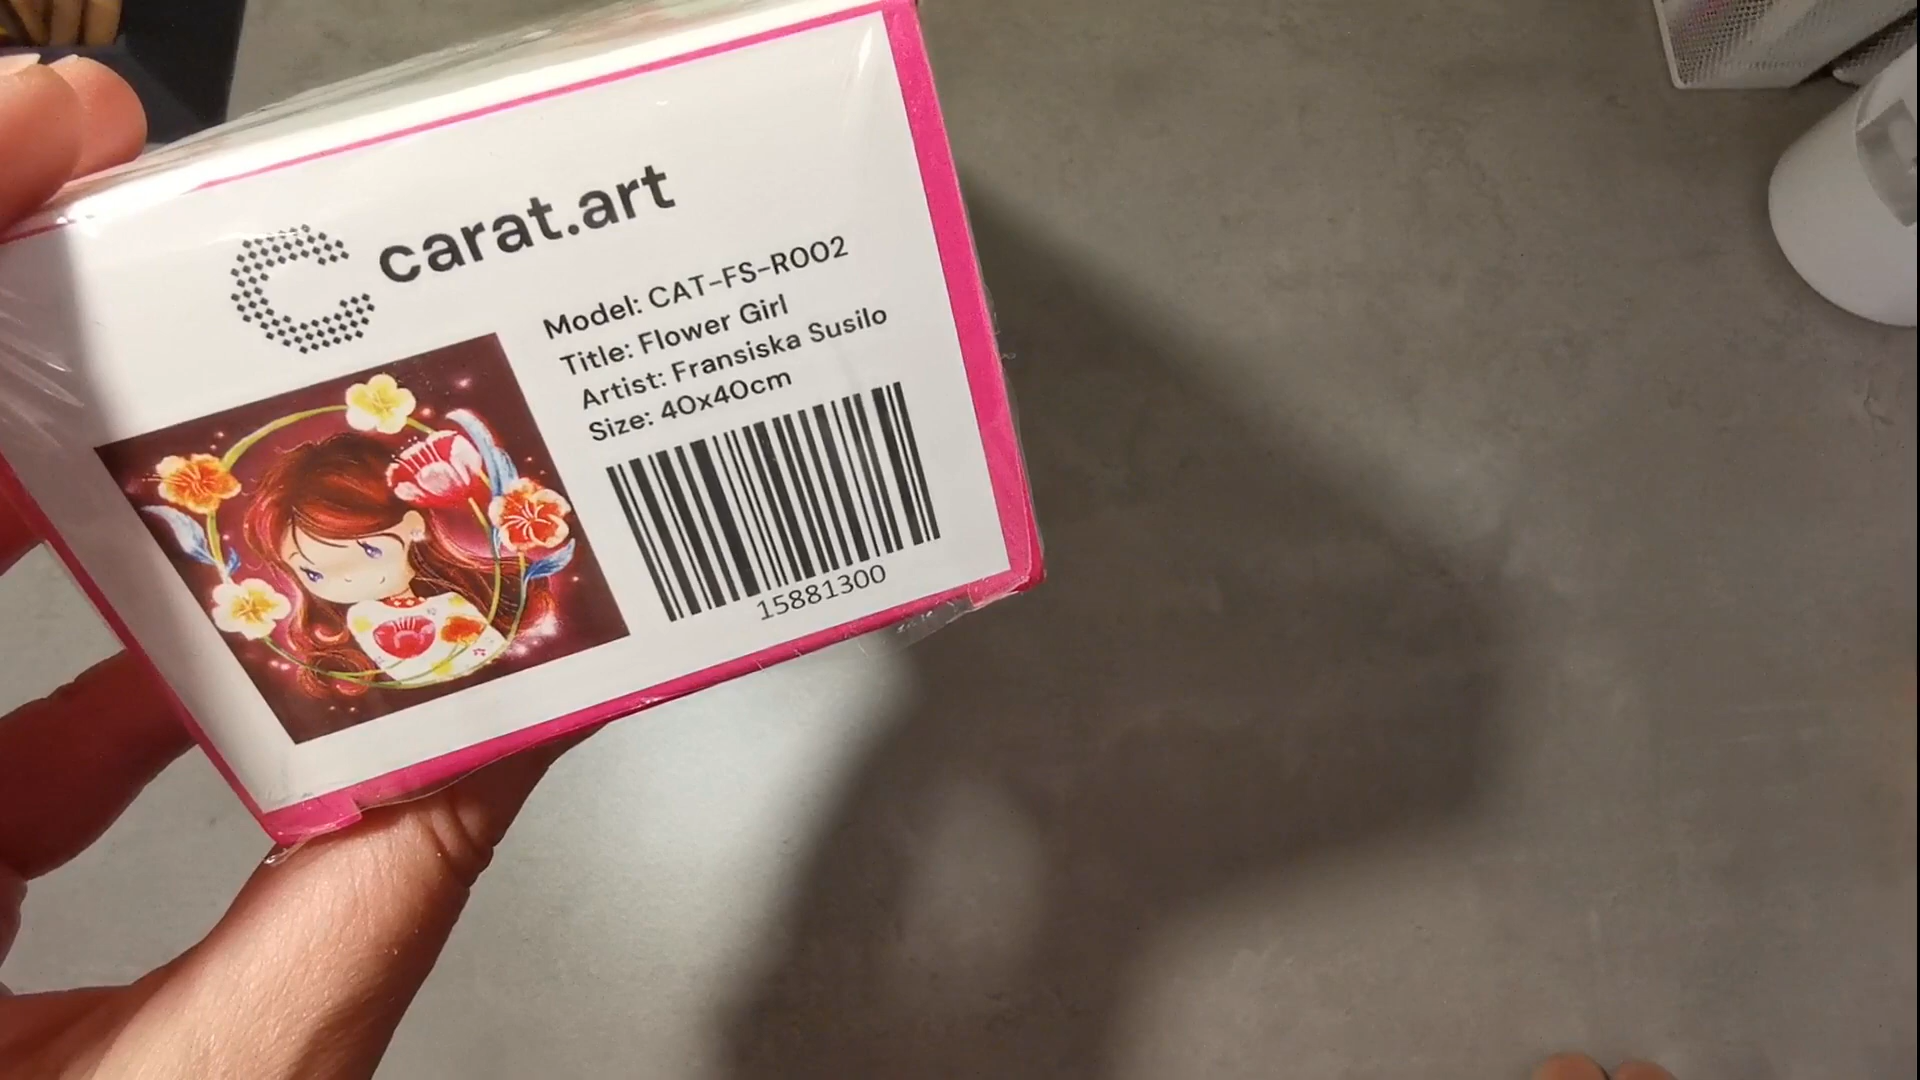 carat.art
Model: CAT-FS-R002
Title: Flower Girl
Artist: Fransiska Susilo
Size: 40x40cm
15881300